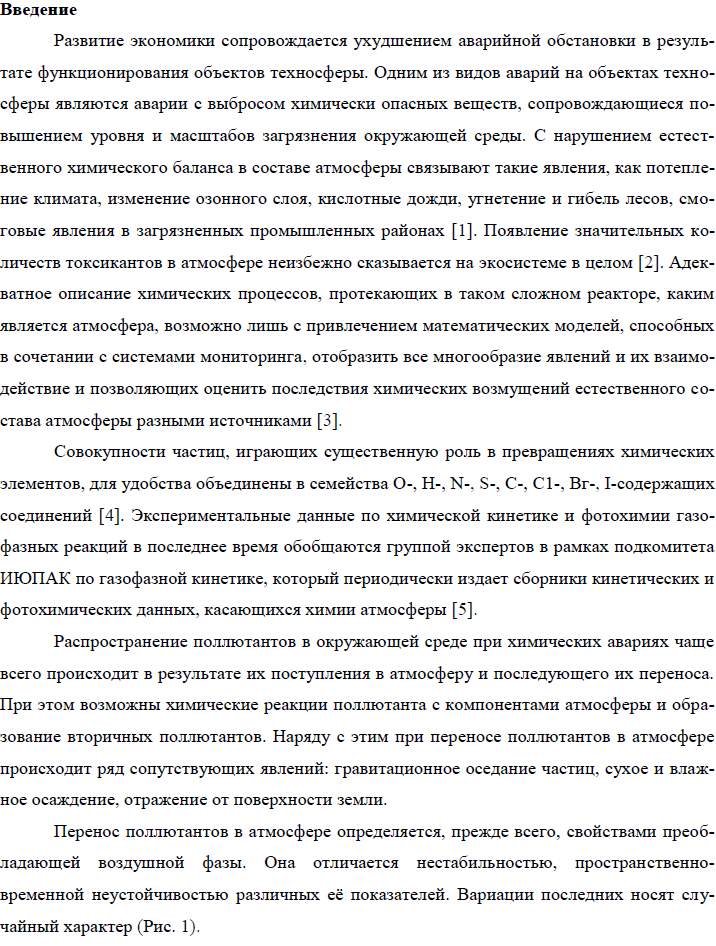 Введение
Развитие экономики сопровождается ухудшением аварийной обстановки в резуль-
тате функционирования объектов техносферы. Одним из видов аварий на объектах техно-
сферы являются аварии с выбросом химически опасных веществ, сопровождающиеся по-
вышением уровня и масштабов загрязнения окружающей среды. С нарушением естест-
венного химического баланса в составе атмосферы связывают такие явления, как потепле-
ние климата, изменение озонного слоя, кислотные дожди, угнетение и гибель лесов, смо-
говые явления в загрязненных промышленных районах [1]. Появление значительных ко-
личеств токсикантов в атмосфере неизбежно сказывается на экосистеме в целом [2]. Адек-
ватное описание химических процессов, протекающих в таком сложном реакторе, каким
является атмосфера, возможно лишь с привлечением математических моделей, способных
в сочетании с системами мониторинга, отобразить все многообразие явлений и их взаимо-
действие и позволяющих оценить последствия химических возмущений естественного со-
става атмосферы разными источниками [3].
Совокупности частиц, играющих существенную роль в превращениях химических
элементов, для удобства объединены в семейства О-, Н-, N-, S-, С-, С1-, Вг-, I-содержащих
соединений [4]. Экспериментальные данные по химической кинетике и фотохимии газо-
фазных реакций в последнее время обобщаются группой экспертов в рамках подкомитета
ИЮПАК по газофазной кинетике, который периодически издает сборники кинетических и
фотохимических данных, касающихся химии атмосферы [5].
Распространение поллютантов в окружающей среде при химических авариях чаще
всего происходит в результате их поступления в атмосферу и последующего их переноса.
При этом возможны химические реакции поллютанта с компонентами атмосферы и обра-
зование вторичных поллютантов. Наряду с этим при переносе поллютантов в атмосфере
происходит ряд сопутствующих явлений: гравитационное оседание частиц, сухое и влаж-
ное осаждение, отражение от поверхности земли.
Перенос поллютантов в атмосфере определяется, прежде всего, свойствами преоб-
ладающей воздушной фазы. Она отличается нестабильностью, пространственно-
временной неустойчивостью различных её показателей. Вариации последних носят слу-
чайный характер (Рис. 1).